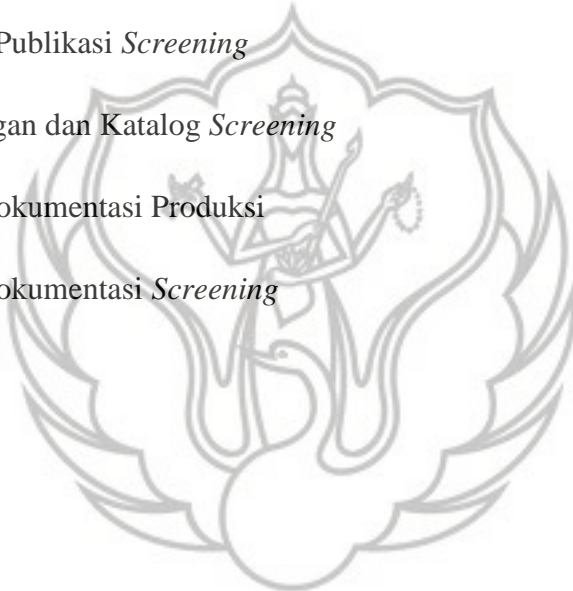 Publikasi Screening
gan dan Katalog Screening
okumentasi Produksi
okumentasi Screening